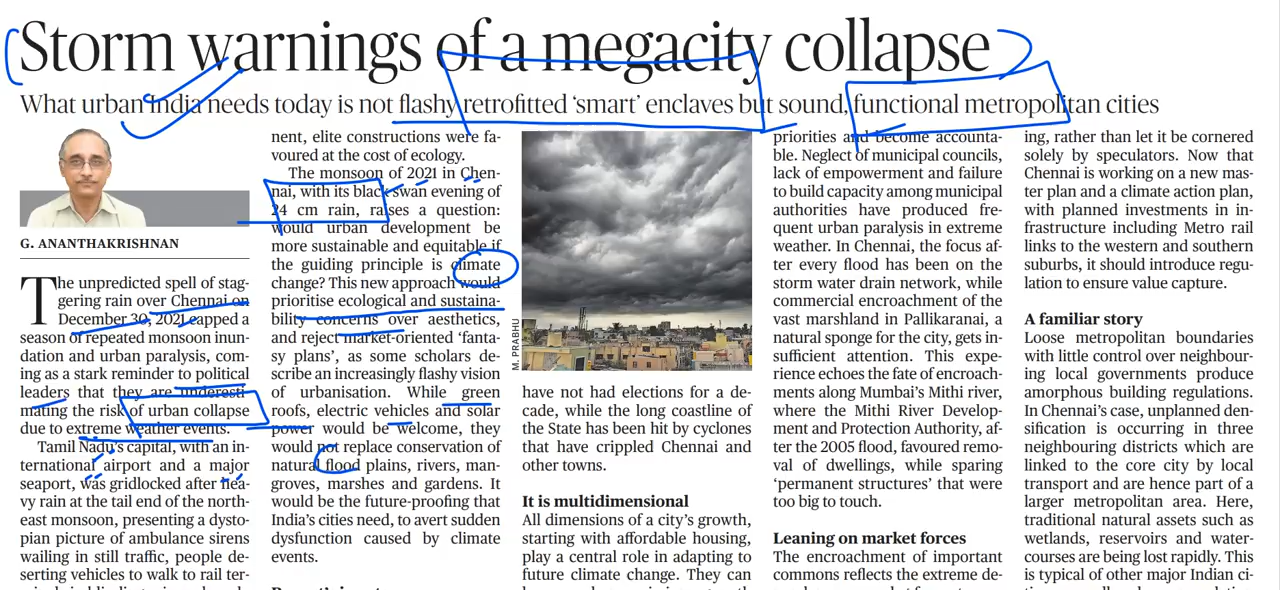 Storm warnings of a megacity collapse
What urban India needs today is not flashy retrofitted ‘smart’ enclaves but sound, functional metropolitan cities
G. ANANTHAKRISHNAN
The unpredicted spell of stag-
gering rain over Chennai on
December 30, 2021 capped a
season of repeated monsoon inun-
dation and urban paralysis, com-
ing as a stark reminder to political
leaders that they are underesti-
mating the risk of urban collapse
due to extreme weather events.
Tamil Nadu’s capital, with an in-
ternational airport and a major
seaport, was gridlocked after hea-
vy rain at the tail end of the north-
east monsoon, presenting a dysto-
pian picture of ambulance sirens
wailing in still traffic, people de-
serting vehicles to walk to rail ter-
nent, elite constructions were fa-
voured at the cost of ecology.
The monsoon of 2021 in Chen-
nai, with its black swan evening of
24 cm rain, raises a question:
would urban development be
more sustainable and equitable if
the guiding principle is climate
change? This new approach would
prioritise ecological and sustaina-
bility concerns over aesthetics,
and reject market-oriented ‘fanta-
sy plans’, as some scholars de-
scribe an increasingly flashy vision
of urbanisation. While green
roofs, electric vehicles and solar
power would be welcome, they
would not replace conservation of
natural flood plains, rivers, man-
groves, marshes and gardens. It
would be the future-proofing that
India’s cities need, to avert sudden
dysfunction caused by climate
events.
M. PRABHU
have not had elections for a de-
cade, while the long coastline of
the State has been hit by cyclones
that have crippled Chennai and
other towns.
It is multidimensional
All dimensions of a city’s growth,
starting with affordable housing,
play a central role in adapting to
future climate change. They can
priorities and become accounta-
ble. Neglect of municipal councils,
lack of empowerment and failure
to build capacity among municipal
authorities have produced fre-
quent urban paralysis in extreme
weather. In Chennai, the focus af-
ter every flood has been on the
storm water drain network, while
commercial encroachment of the
vast marshland in Pallikaranai, a
natural sponge for the city, gets in-
sufficient attention. This expe-
rience echoes the fate of encroach-
ments along Mumbai’s Mithi river,
where the Mithi River Develop-
ment and Protection Authority, af-
ter the 2005 flood, favoured remo-
val of dwellings, while sparing
‘permanent structures’ that were
too big to touch.
Leaning on market forces
The encroachment of important
commons reflects the extreme de-
ing, rather than let it be cornered
solely by speculators. Now that
Chennai is working on a new mas-
ter plan and a climate action plan,
with planned investments in in-
frastructure including Metro rail
links to the western and southern
suburbs, it should introduce regu-
lation to ensure value capture.
A familiar story
Loose metropolitan boundaries
with little control over neighbour-
ing local governments produce
amorphous building regulations.
In Chennai’s case, unplanned den-
sification is occurring in three
neighbouring districts which are
linked to the core city by local
transport and are hence part of a
larger metropolitan area. Here,
traditional natural assets such as
wetlands, reservoirs and water-
courses are being lost rapidly. This
is typical of other major Indian ci-